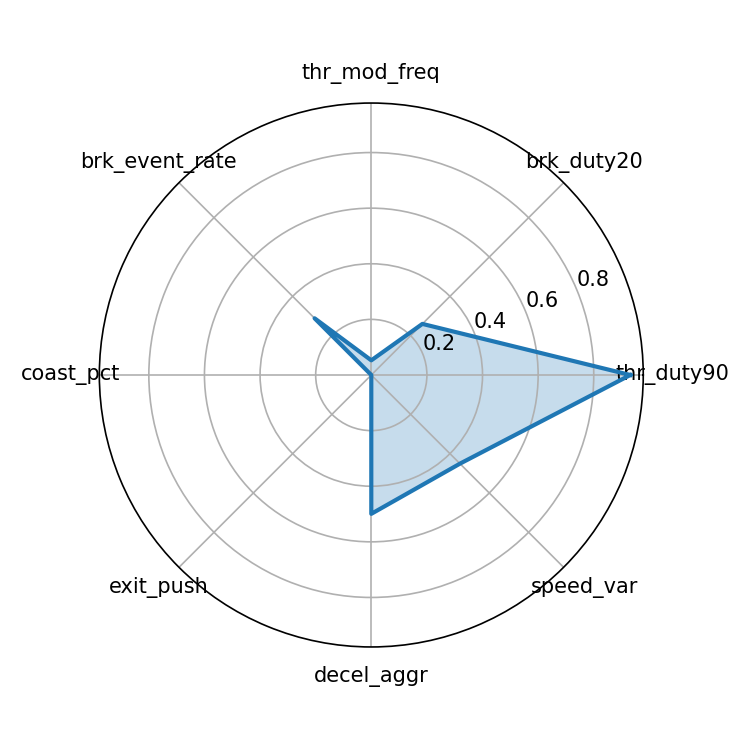 thr_mod_freq
brk_event_rate
brk_duty20
0.8
0.6
0.4
0.2
coast_pct
thr_duty90
exit_push
speed_var
decel_aggr